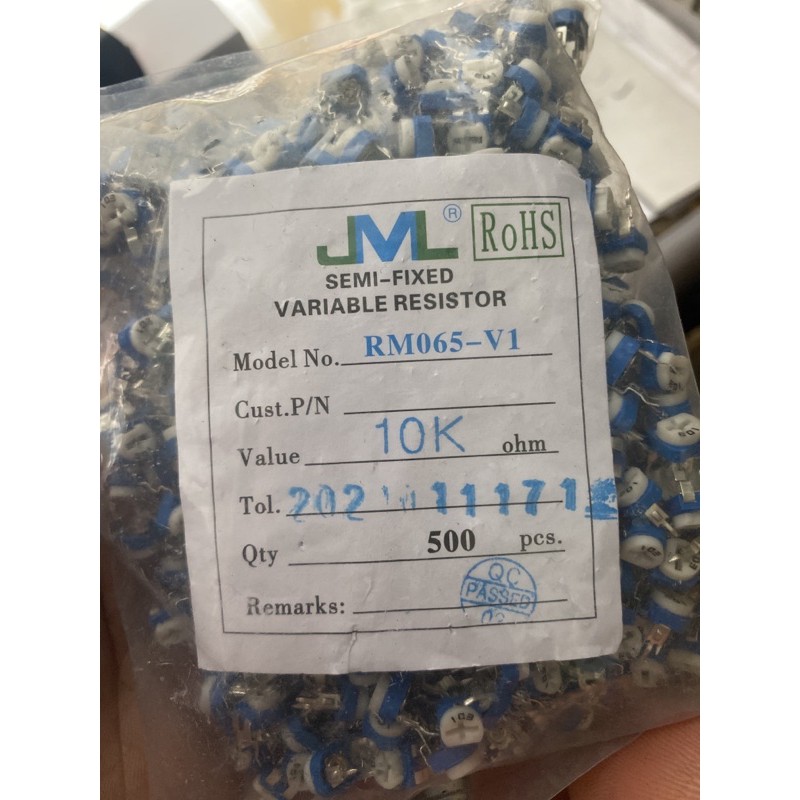 JML ® RoHS
SEMI-FIXED
VARIABLE RESISTOR
Model No. RM065-V1
Cust.P/N
Value 10K ohm
Tol.
Qty 500 pcs.
Remarks:
QC
PASSED
103